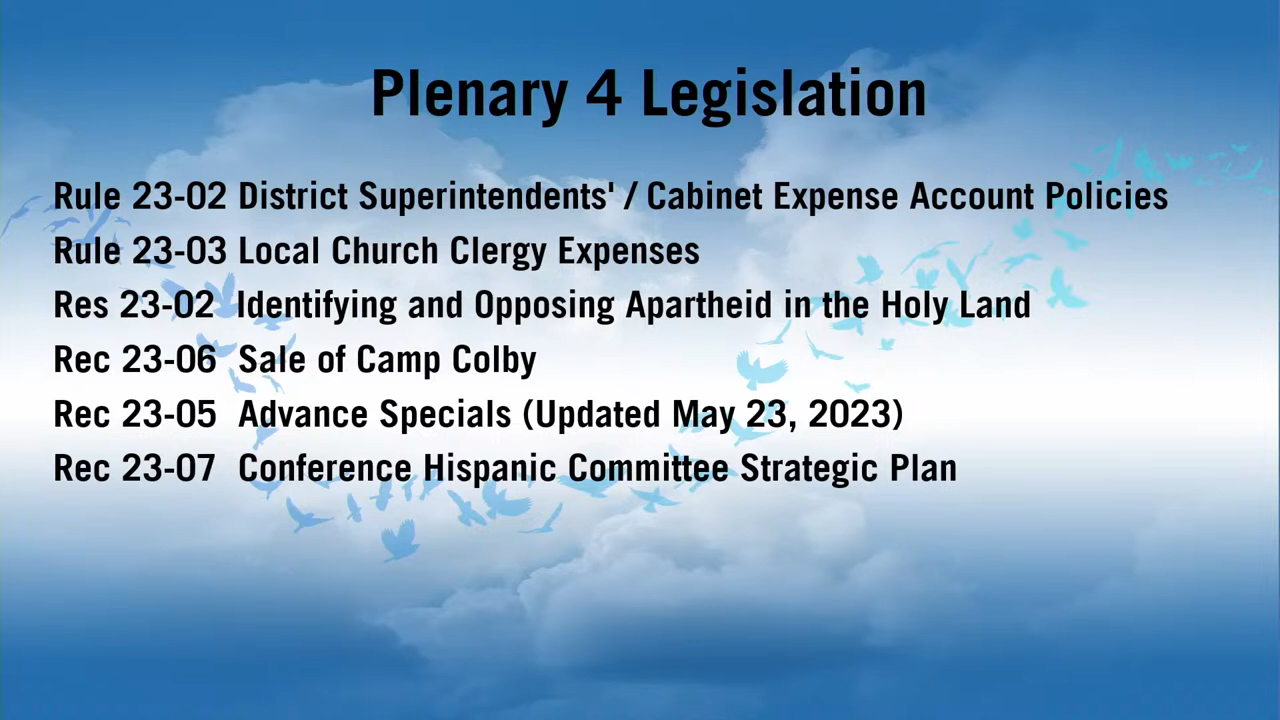 Plenary 4 Legislation
Rule 23-02 District Superintendents' / Cabinet Expense Account Policies
Rule 23-03 Local Church Clergy Expenses
Res 23-02 Identifying and Opposing Apartheid in the Holy Land
Rec 23-06 Sale of Camp Colby
Rec 23-05 Advance Specials (Updated May 23, 2023)
Rec 23-07 Conference Hispanic Committee Strategic Plan